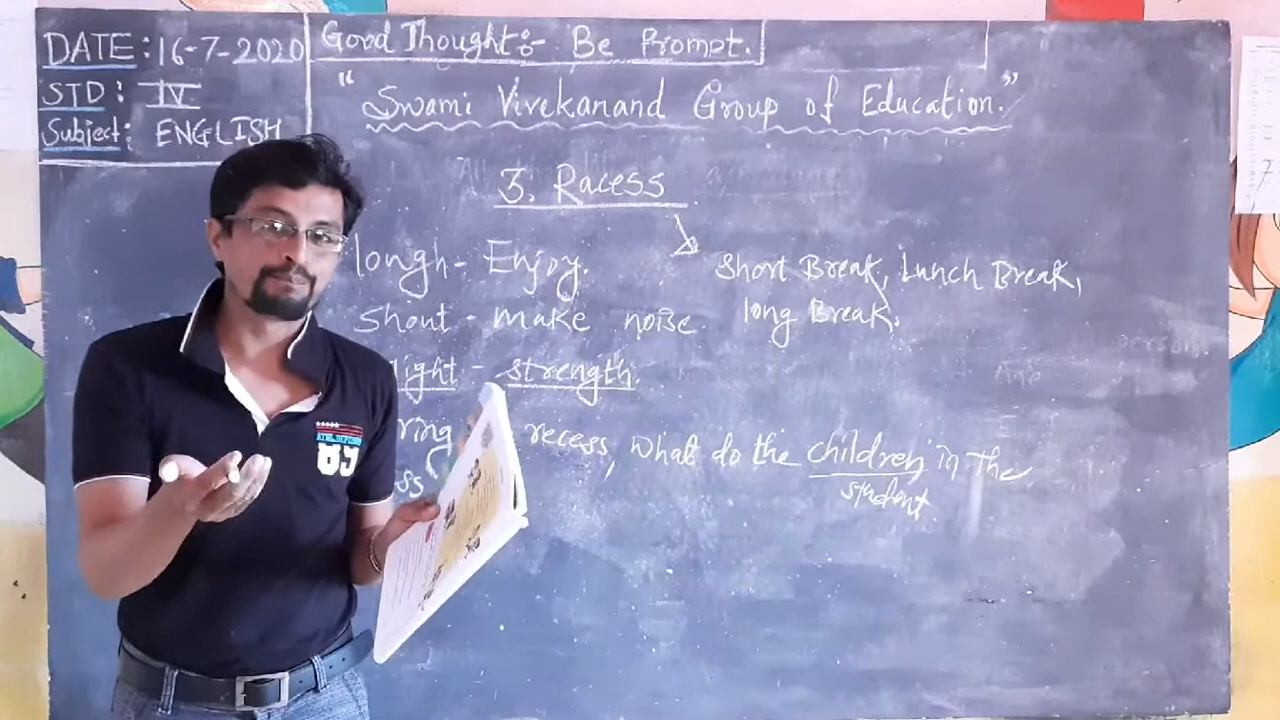 DATE: 16-7-2020
STD: IV
Subject: ENGLISH
Good Thought:- Be Prompt.
"Swami Vivekanand Group of Education."
3. Racess
longh - Enjoy.
Short Break, Lunch Break,
long Break.
Shout - make noise.
ight - strength
ring recess, what do the children in the
student
ss